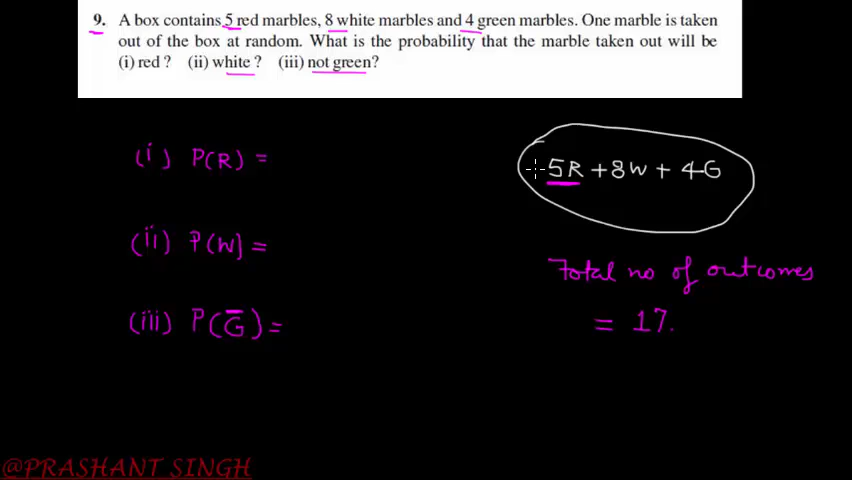 9. A box contains 5 red marbles, 8 white marbles and 4 green marbles. One marble is taken
out of the box at random. What is the probability that the marble taken out will be
(i) red ? (ii) white ? (iii) not green?
(i) P(R) =
5R + 8W + 4G
(ii) P(W) =
Total no of outcomes
= 17.
(iii) P(G̅) =
@PRASHANT SINGH